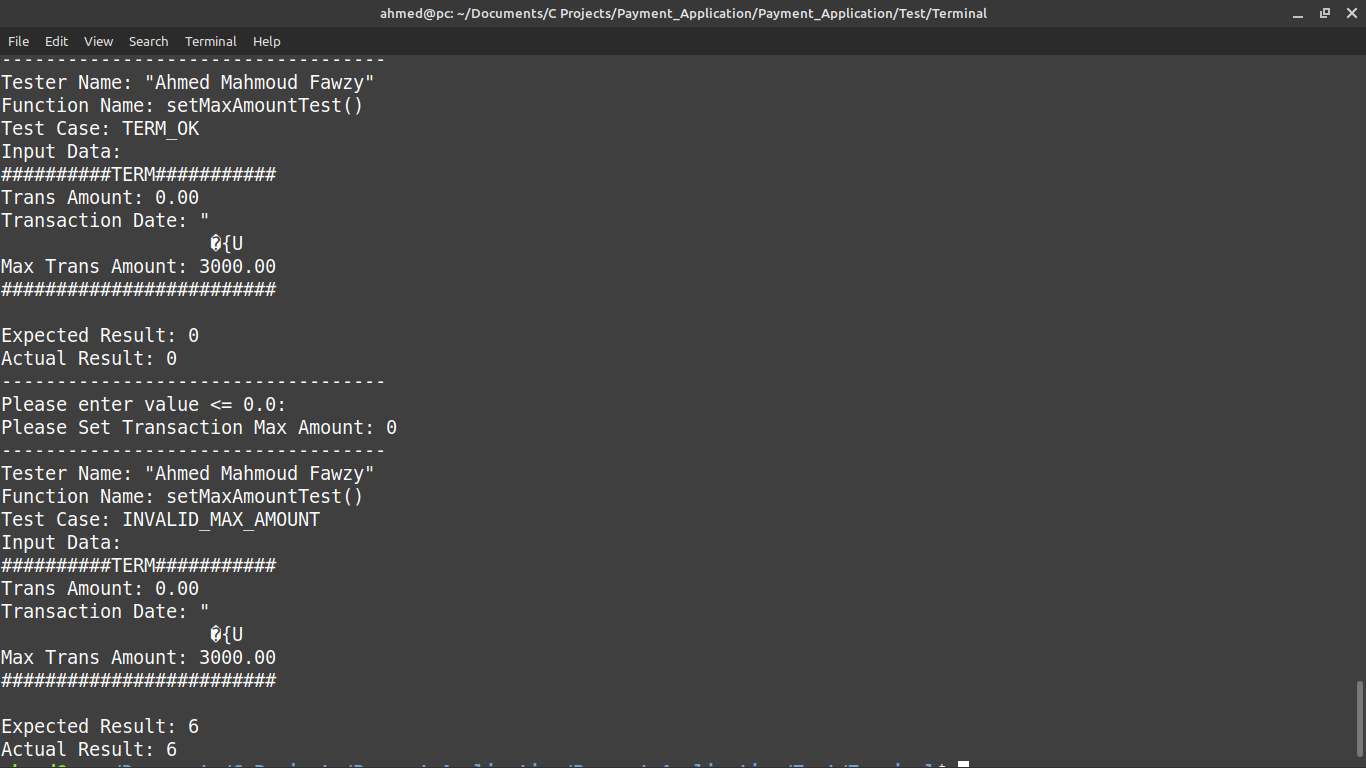 ahmed@pc: ~/Documents/C Projects/Payment_Application/Payment_Application/Test/Terminal
File Edit View Search Terminal Help
-----------------------------------
Tester Name: "Ahmed Mahmoud Fawzy"
Function Name: setMaxAmountTest()
Test Case: TERM_OK
Input Data:
##########TERM###########
Trans Amount: 0.00
Transaction Date: "
�{U
Max Trans Amount: 3000.00
#########################
Expected Result: 0
Actual Result: 0
-----------------------------------
Please enter value <= 0.0:
Please Set Transaction Max Amount: 0
-----------------------------------
Tester Name: "Ahmed Mahmoud Fawzy"
Function Name: setMaxAmountTest()
Test Case: INVALID_MAX_AMOUNT
Input Data:
##########TERM###########
Trans Amount: 0.00
Transaction Date: "
�{U
Max Trans Amount: 3000.00
#########################
Expected Result: 6
Actual Result: 6